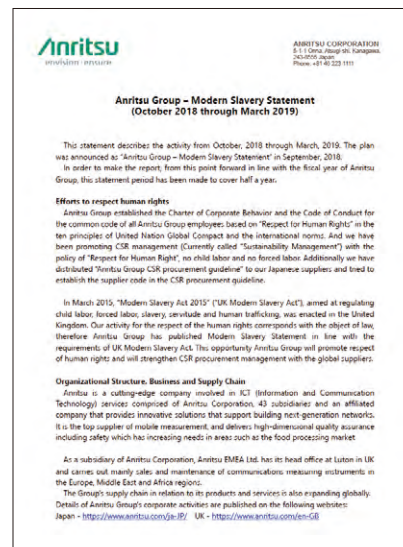 Anritsu
envision : ensure
ANRITSU CORPORATION
5-1-1 Onna, Atsugi-shi, Kanagawa,
243-8555 Japan
Phone. +81 46 223 1111
Anritsu Group – Modern Slavery Statement
(October 2018 through March 2019)
This statement describes the activity from October, 2018 through March, 2019. The plan
was announced as "Anritsu Group – Modern Slavery Statement" in September, 2018.
In order to make the report; from this point forward in line with the fiscal year of Anritsu
Group, this statement period has been made to cover half a year.
Efforts to respect human rights
Anritsu Group established the Charter of Corporate Behavior and the Code of Conduct for
the common code of all Anritsu Group employees based on "Respect for Human Rights" in the
ten principles of United Nation Global Compact and the international norms. And we have
been promoting CSR management (Currently called "Sustainability Management") with the
policy of "Respect for Human Right", no child labor and no forced labor. Additionally we have
distributed "Anritsu Group CSR procurement guideline" to our Japanese suppliers and tried to
establish the supplier code in the CSR procurement guideline.
In March 2015, "Modern Slavery Act 2015" ("UK Modern Slavery Act"), aimed at regulating
child labor, forced labor, slavery, servitude and human trafficking, was enacted in the United
Kingdom. Our activity for the respect of the human rights corresponds with the object of law,
therefore Anritsu Group has published Modern Slavery Statement in line with the
requirements of UK Modern Slavery Act. This opportunity Anritsu Group will promote respect
of human rights and will strengthen CSR procurement management with the global suppliers.
Organizational Structure, Business and Supply Chain
Anritsu is a cutting-edge company involved in ICT (Information and Communication
Technology) services comprised of Anritsu Corporation, 43 subsidiaries and an affiliated
company that provides innovative solutions that support building next-generation networks.
It is the top supplier of mobile measurement, and delivers high-dimensional quality assurance
including safety which has increasing needs in areas such as the food processing market
As a subsidiary of Anritsu Corporation, Anritsu EMEA Ltd. has its head office at Luton in UK
and carries out mainly sales and maintenance of communications measuring instruments in
the Europe, Middle East and Africa regions.
The Group's supply chain in relation to its products and services is also expanding globally.
Details of Anritsu Group's corporate activities are published on the following websites:
Japan - https://www.anritsu.com/ja-JP/ UK - https://www.anritsu.com/en-GB